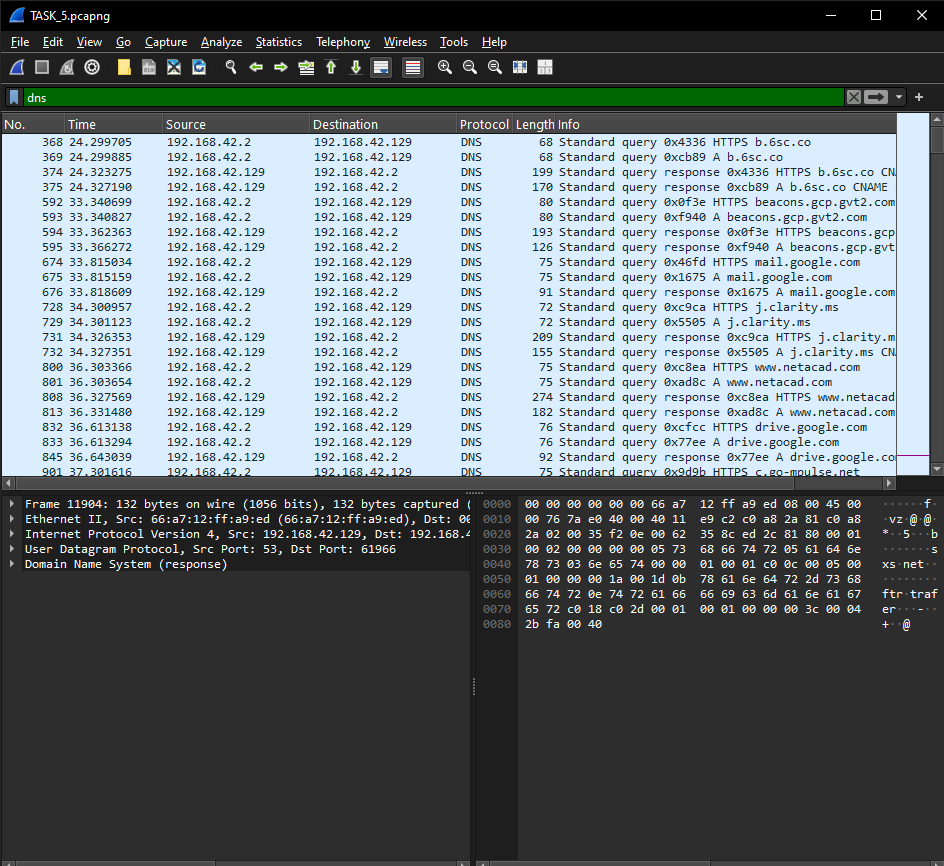 TASK_5.pcapng
File Edit View Go Capture Analyze Statistics Telephony Wireless Tools Help
dns
No. Time Source Destination Protocol Length Info
368 24.299705 192.168.42.2 192.168.42.129 DNS 68 Standard query 0x4336 HTTPS b.6sc.co
369 24.299885 192.168.42.2 192.168.42.129 DNS 68 Standard query 0xcb89 A b.6sc.co
374 24.323275 192.168.42.129 192.168.42.2 DNS 199 Standard query response 0x4336 HTTPS b.6sc.co CN
375 24.327190 192.168.42.129 192.168.42.2 DNS 170 Standard query response 0xcb89 A b.6sc.co CNAME
592 33.340699 192.168.42.2 192.168.42.129 DNS 80 Standard query 0x0f3e HTTPS beacons.gcp.gvt2.com
593 33.340827 192.168.42.2 192.168.42.129 DNS 80 Standard query 0xf940 A beacons.gcp.gvt2.com
594 33.362363 192.168.42.129 192.168.42.2 DNS 193 Standard query response 0x0f3e HTTPS beacons.gcp
595 33.366272 192.168.42.129 192.168.42.2 DNS 126 Standard query response 0xf940 A beacons.gcp.gvt
674 33.815034 192.168.42.2 192.168.42.129 DNS 75 Standard query 0x46fd HTTPS mail.google.com
675 33.815159 192.168.42.2 192.168.42.129 DNS 75 Standard query 0x1675 A mail.google.com
676 33.818609 192.168.42.129 192.168.42.2 DNS 91 Standard query response 0x1675 A mail.google.com
728 34.300957 192.168.42.2 192.168.42.129 DNS 72 Standard query 0xc9ca HTTPS j.clarity.ms
729 34.301123 192.168.42.2 192.168.42.129 DNS 72 Standard query 0x5505 A j.clarity.ms
731 34.326353 192.168.42.129 192.168.42.2 DNS 209 Standard query response 0xc9ca HTTPS j.clarity.m
732 34.327351 192.168.42.129 192.168.42.2 DNS 155 Standard query response 0x5505 A j.clarity.ms CN
800 36.303366 192.168.42.2 192.168.42.129 DNS 75 Standard query 0xc8ea HTTPS www.netacad.com
801 36.303654 192.168.42.2 192.168.42.129 DNS 75 Standard query 0xad8c A www.netacad.com
808 36.327569 192.168.42.129 192.168.42.2 DNS 274 Standard query response 0xc8ea HTTPS www.netacad
813 36.331480 192.168.42.129 192.168.42.2 DNS 182 Standard query response 0xad8c A www.netacad.com
832 36.613138 192.168.42.2 192.168.42.129 DNS 76 Standard query 0xcfcc HTTPS drive.google.com
833 36.613294 192.168.42.2 192.168.42.129 DNS 76 Standard query 0x77ee A drive.google.com
845 36.643039 192.168.42.129 192.168.42.2 DNS 92 Standard query response 0x77ee A drive.google.co
901 37.301616 192.168.42.2 192.168.42.129 DNS 75 Standard query 0x9d9b HTTPS c.go-mpulse.net
Frame 11904: 132 bytes on wire (1056 bits), 132 bytes captured (
Ethernet II, Src: 66:a7:12:ff:a9:ed (66:a7:12:ff:a9:ed), Dst: 00
Internet Protocol Version 4, Src: 192.168.42.129, Dst: 192.168.4
User Datagram Protocol, Src Port: 53, Dst Port: 61966
Domain Name System (response)
0000 00 00 00 00 00 00 66 a7 12 ff a9 ed 08 00 45 00 ······f·
0010 00 76 7a e0 40 00 40 11 e9 c2 c0 a8 2a 81 c0 a8 ·vz·@·@·
0020 2a 02 00 35 f2 0e 00 62 35 8c ed 2c 81 80 00 01 *··5···b
0030 00 02 00 00 00 00 05 73 68 66 74 72 05 61 64 6e ·······s
0040 78 73 03 6e 65 74 00 00 01 00 01 c0 0c 00 05 00 xs·net··
0050 01 00 00 00 1a 00 1d 0b 78 61 6e 64 72 2d 73 68 ········
0060 66 74 72 0e 74 72 61 66 66 69 63 6d 61 6e 61 67 ftr·traf
0070 65 72 c0 18 c0 2d 00 01 00 01 00 00 00 3c 00 04 er···-··
0080 2b fa 00 40 +··@